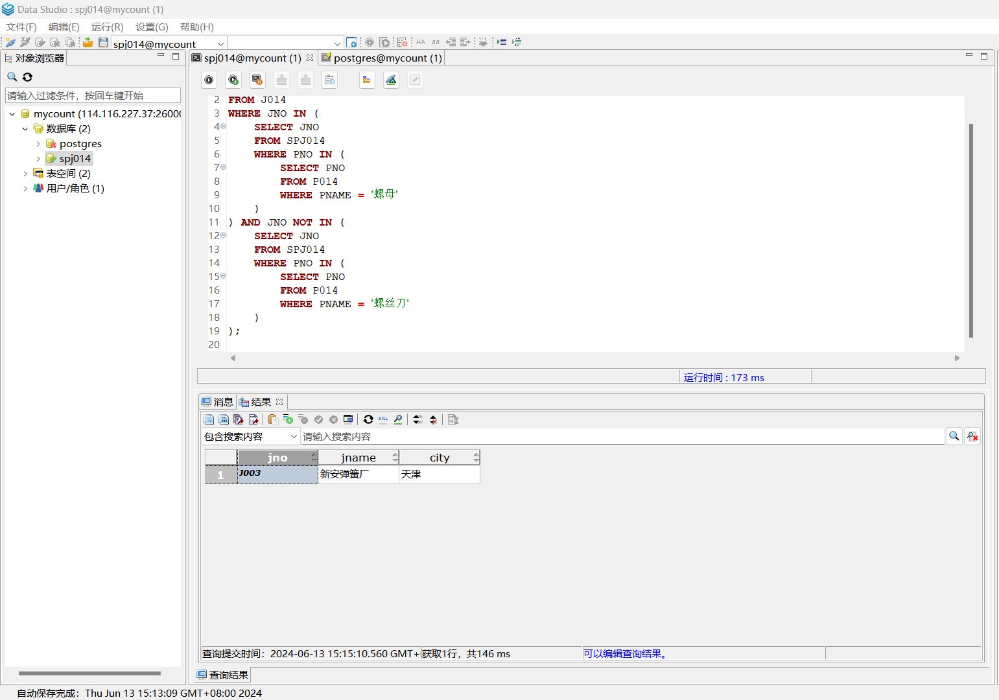 Data Studio : spj014@mycount (1)
文件(F) 编辑(E) 运行(R) 设置(G) 帮助(H)
spj014@mycount
AA aa
对象浏览器
请输入过滤条件，按回车键开始
mycount (114.116.227.37:2600
数据库 (2)
postgres
spj014
表空间 (2)
用户/角色 (1)
spj014@mycount (1) postgres@mycount (1)
2 FROM J014
3 WHERE JNO IN (
4 SELECT JNO
5 FROM SPJ014
6 WHERE PNO IN (
7 SELECT PNO
8 FROM P014
9 WHERE PNAME = '螺母'
10 )
11 ) AND JNO NOT IN (
12 SELECT JNO
13 FROM SPJ014
14 WHERE PNO IN (
15 SELECT PNO
16 FROM P014
17 WHERE PNAME = '螺丝刀'
18 )
19 );
20
运行时间 : 173 ms
消息 结果
SQL
包含搜索内容 请输入搜索内容
jno jname city
1 J003 新安弹簧厂 天津
查询提交时间：2024-06-13 15:15:10.560 GMT+ 获取1行，共146 ms 可以编辑查询结果。
查询结果
自动保存完成：Thu Jun 13 15:13:09 GMT+08:00 2024